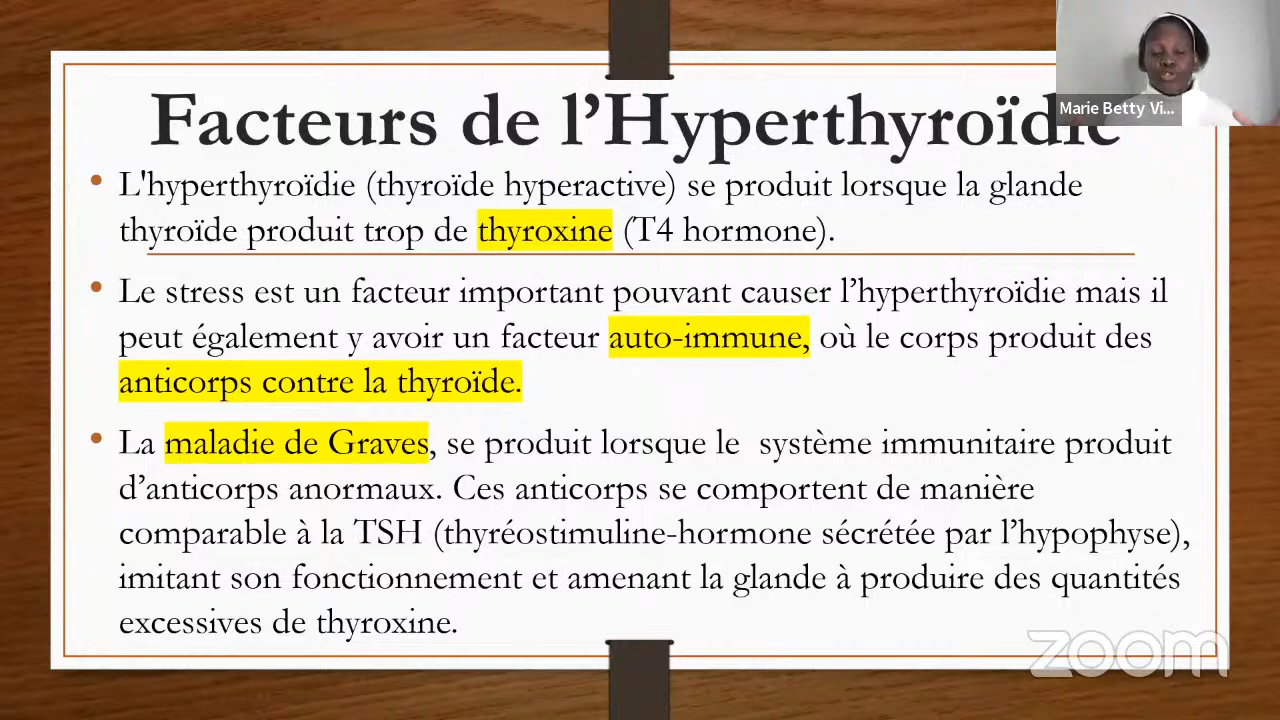 Facteurs de l’Hyperthyroïdie
Marie Betty Vi...
• L'hyperthyroïdie (thyroïde hyperactive) se produit lorsque la glande
thyroïde produit trop de thyroxine (T4 hormone).
• Le stress est un facteur important pouvant causer l’hyperthyroïdie mais il
peut également y avoir un facteur auto-immune, où le corps produit des
anticorps contre la thyroïde.
• La maladie de Graves, se produit lorsque le  système immunitaire produit
d’anticorps anormaux. Ces anticorps se comportent de manière
comparable à la TSH (thyréostimuline-hormone sécrétée par l’hypophyse),
imitant son fonctionnement et amenant la glande à produire des quantités
excessives de thyroxine.
zoom